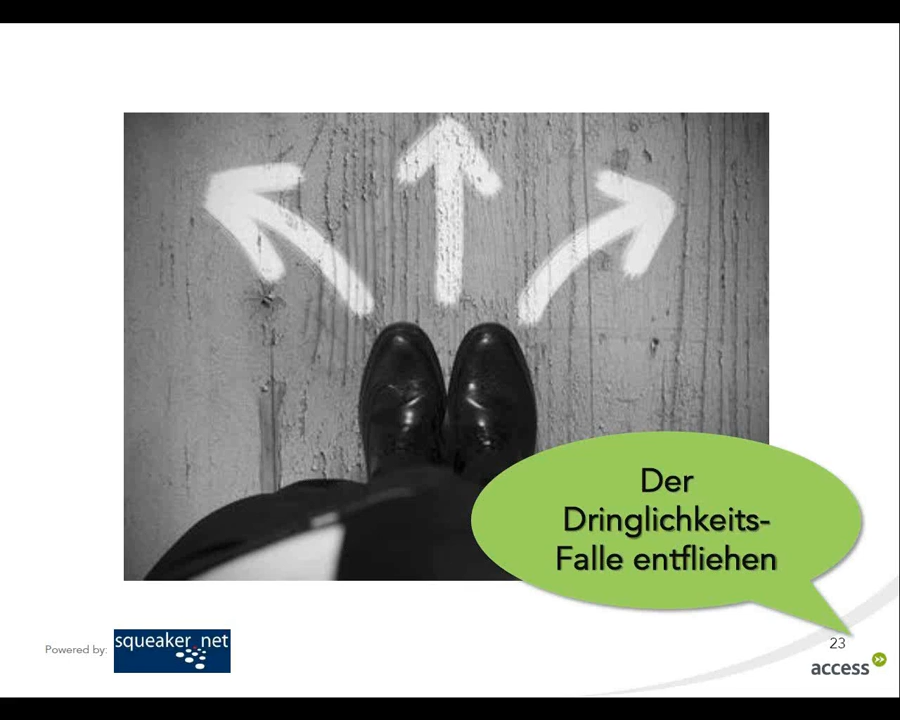 Der
Dringlichkeits-
Falle entfliehen
Powered by:
squeaker.net
23
access